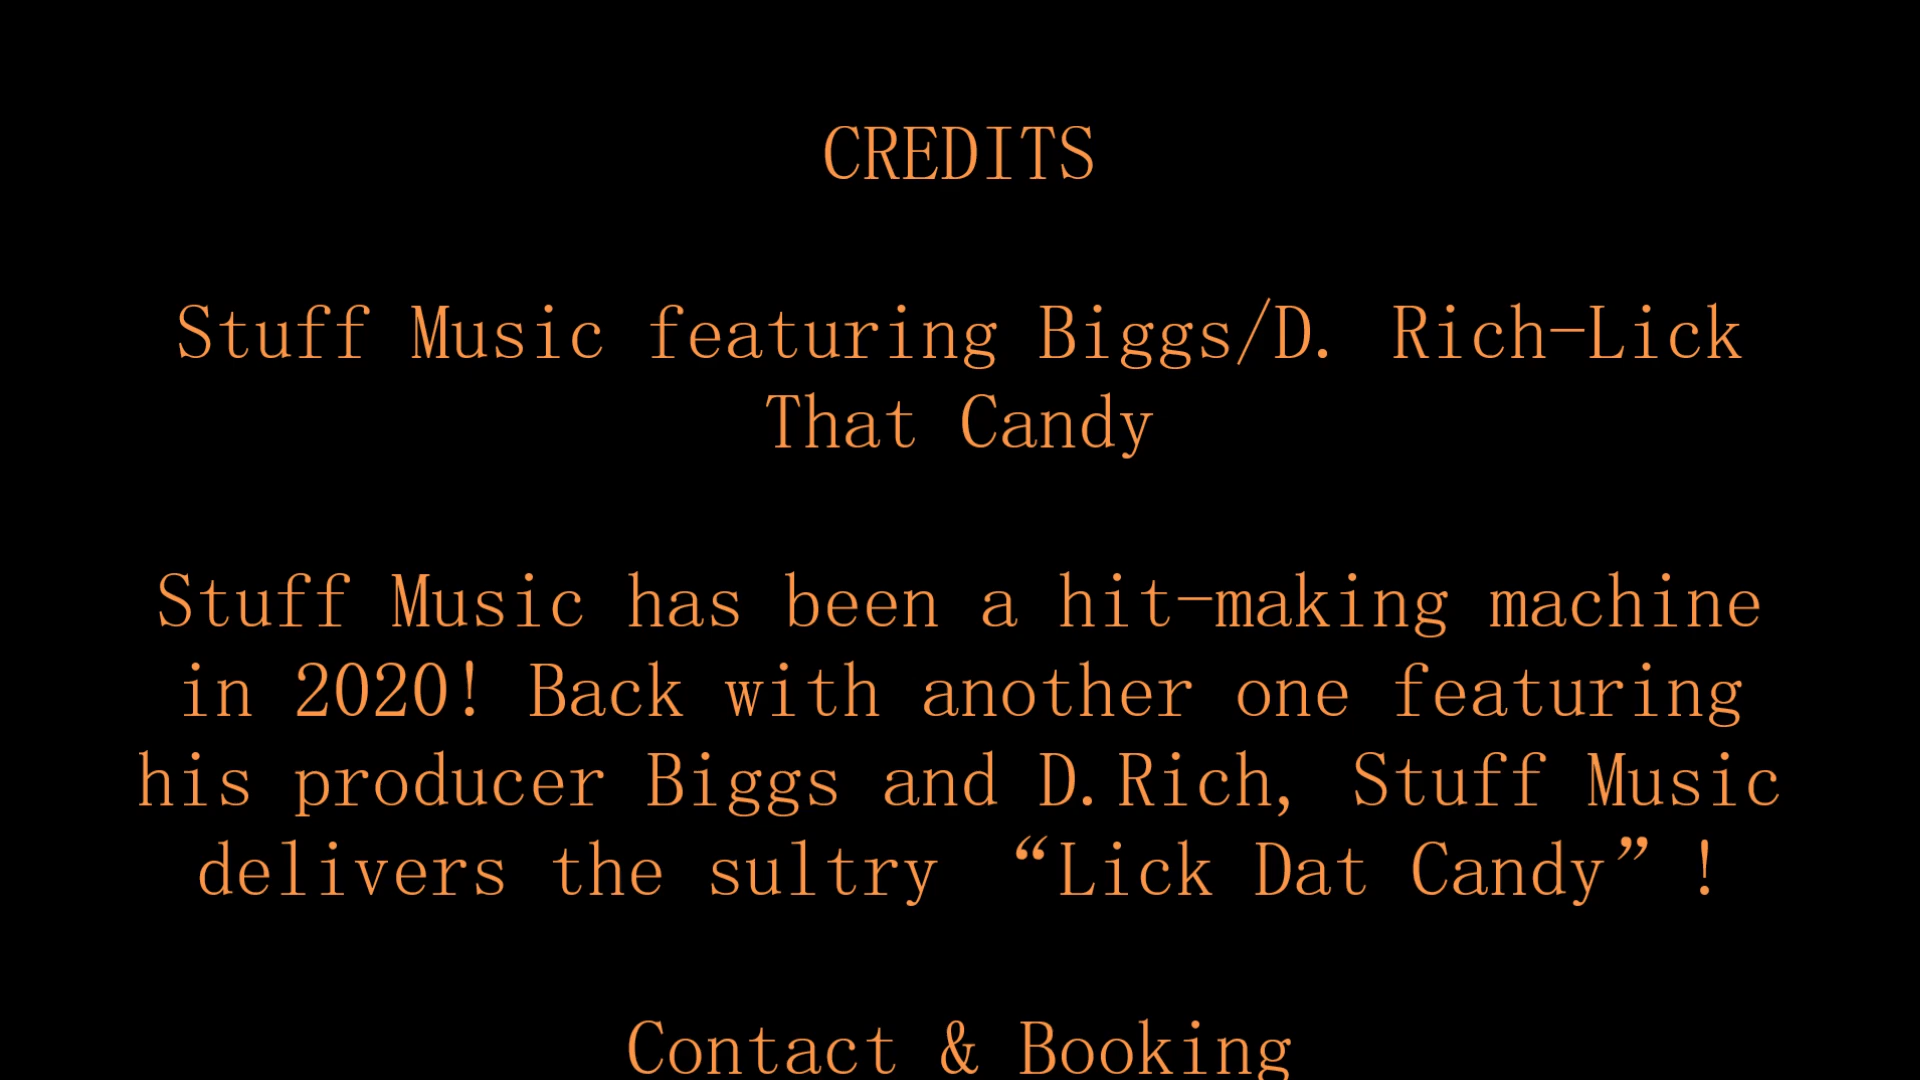 CREDITS
Stuff Music featuring Biggs/D. Rich-Lick
That Candy
Stuff Music has been a hit-making machine
in 2020! Back with another one featuring
his producer Biggs and D.Rich, Stuff Music
delivers the sultry “Lick Dat Candy”!
Contact & Booking